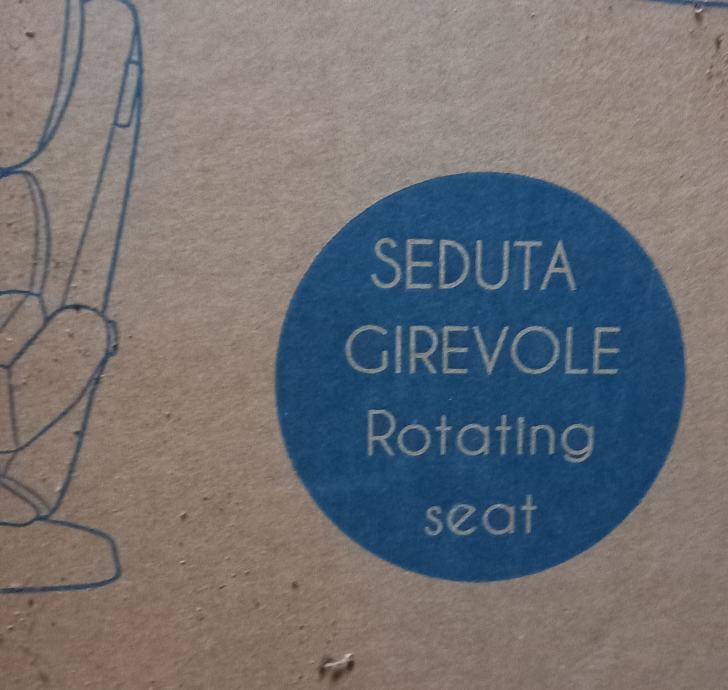 SEDUTA
GIREVOLE
Rotating
seat